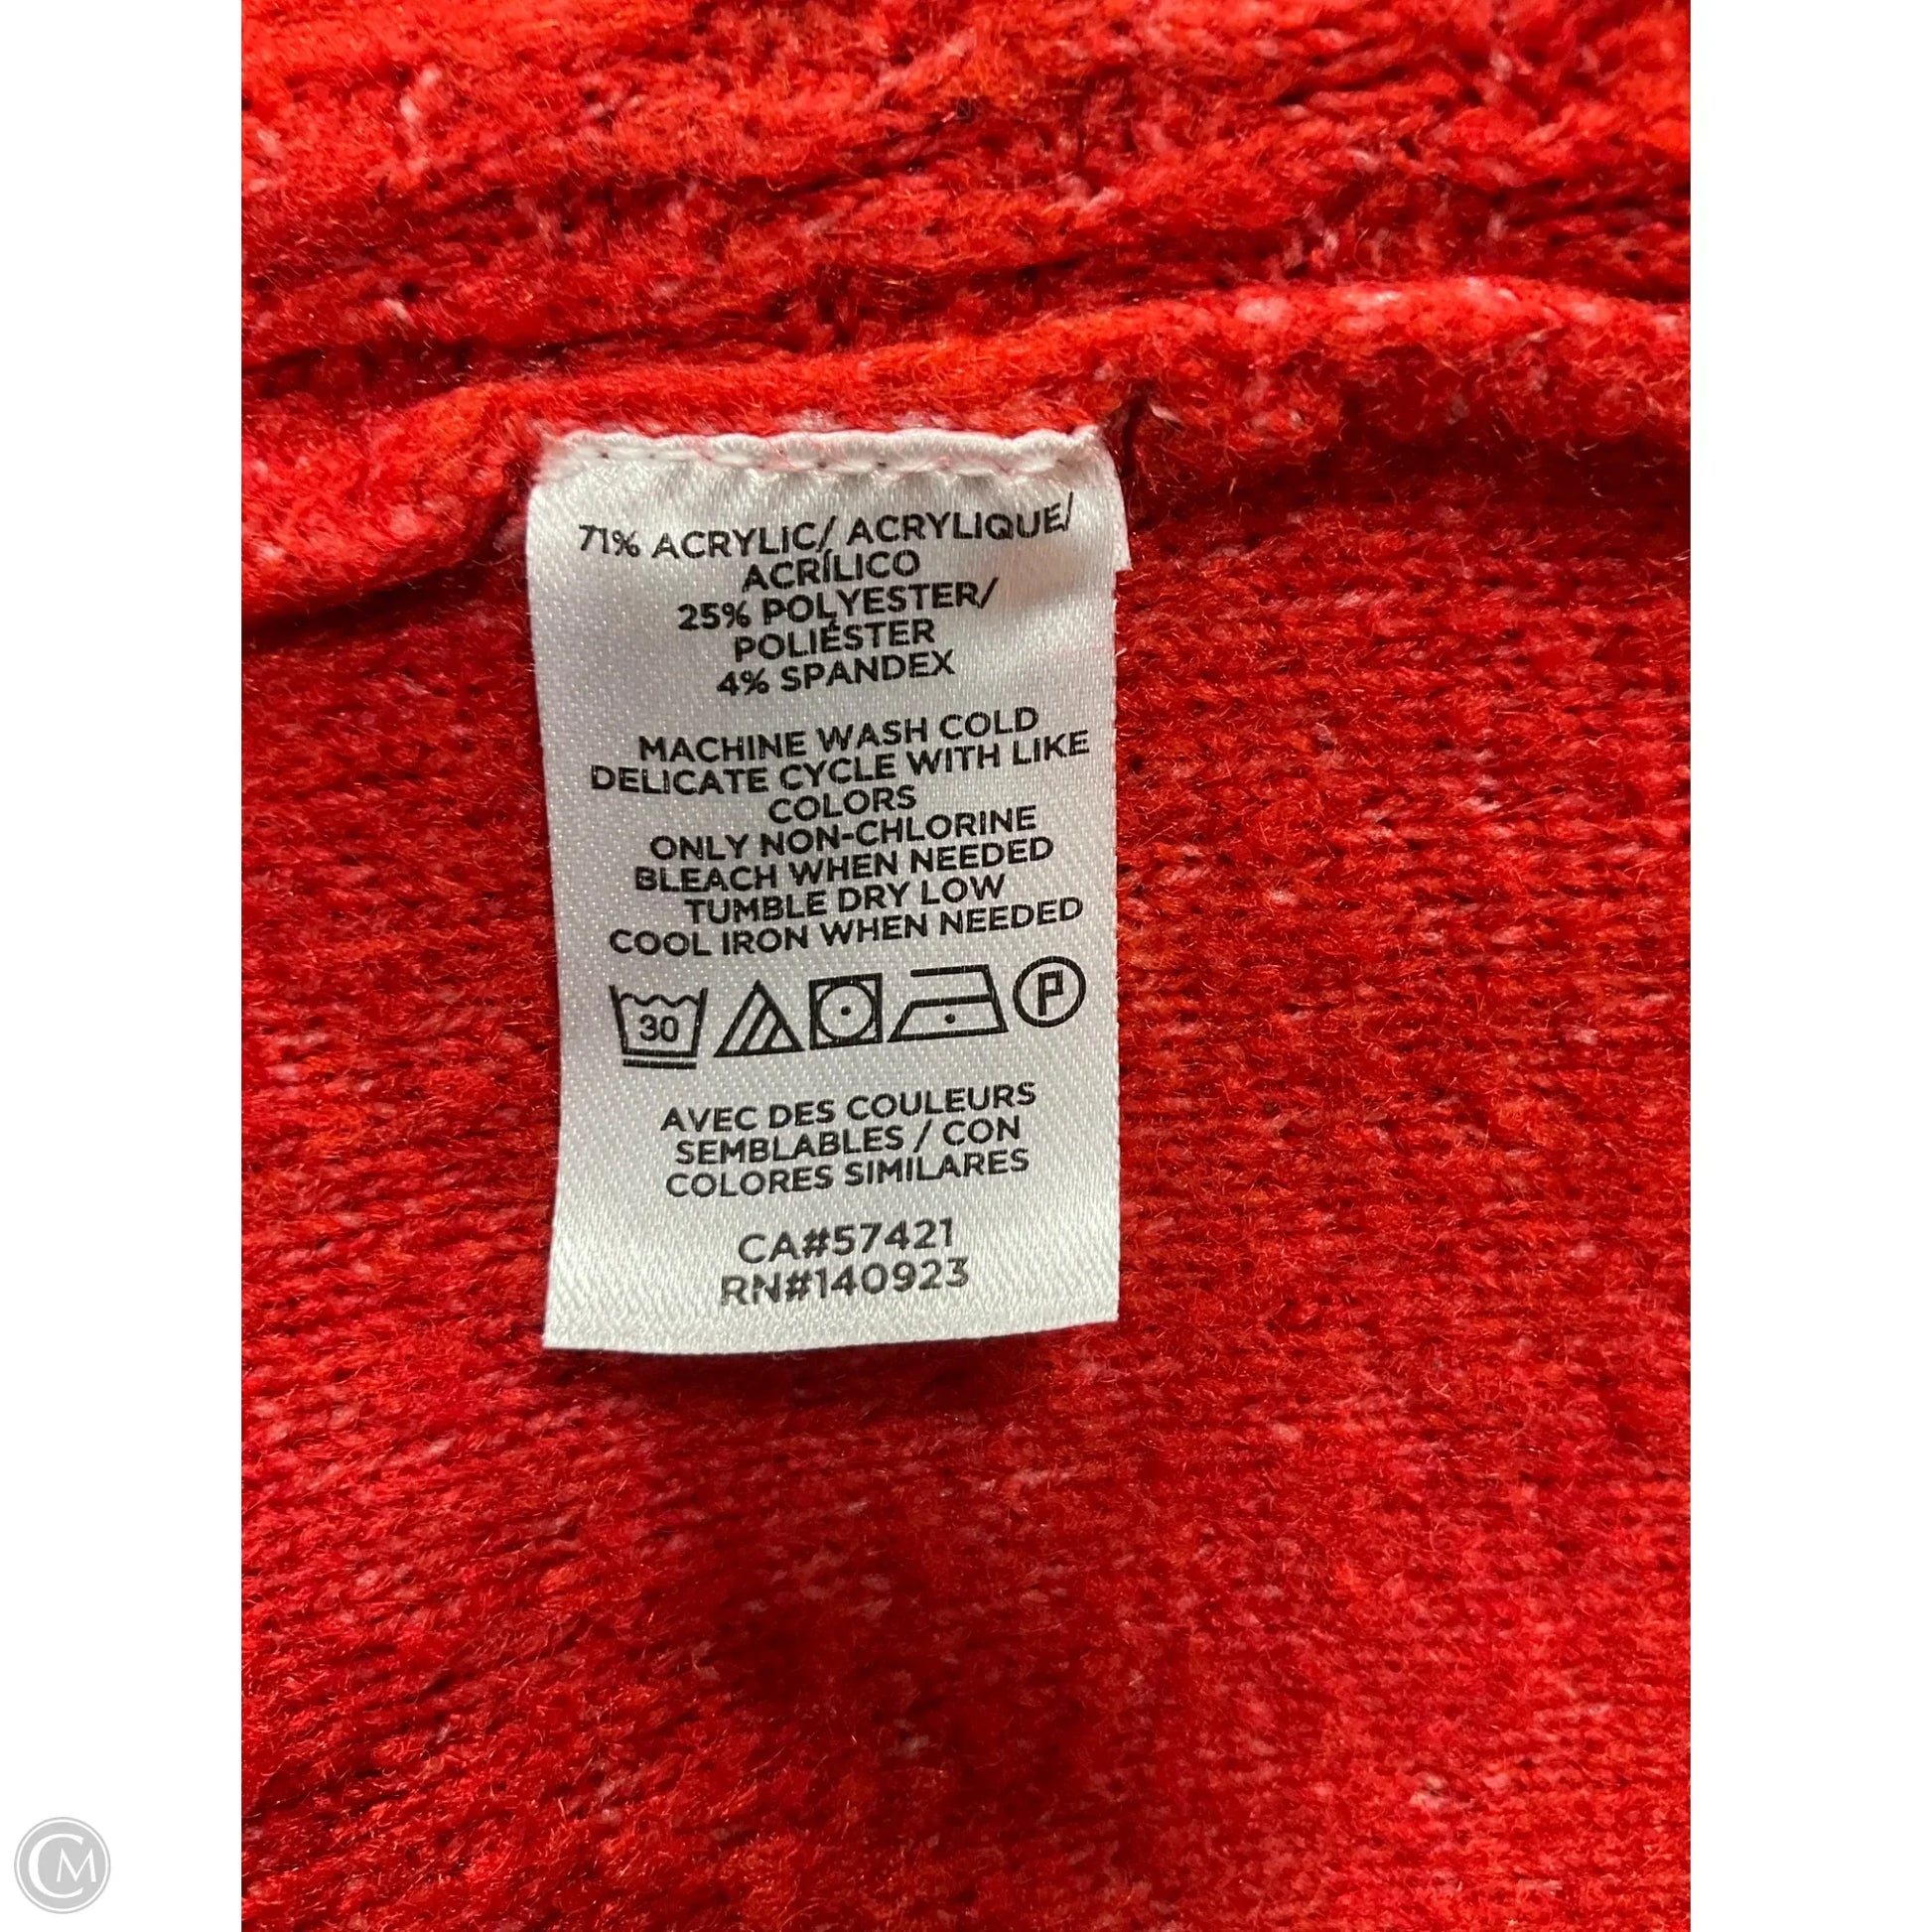 71% ACRYLIC/ ACRYLIQUE/
ACRÍLICO
25% POLYESTER/
POLIÉSTER
4% SPANDEX
MACHINE WASH COLD
DELICATE CYCLE WITH LIKE
COLORS
ONLY NON-CHLORINE
BLEACH WHEN NEEDED
TUMBLE DRY LOW
COOL IRON WHEN NEEDED
30 P
AVEC DES COULEURS
SEMBLABLES / CON
COLORES SIMILARES
CA#57421
RN#140923
CM